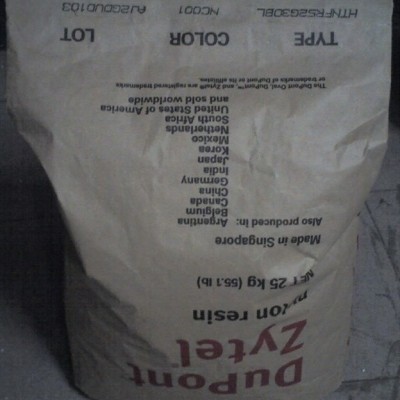 DuPont
Zytel®
nylon resin
NET 25 kg (55.1 lb)
Made in Singapore
Also produced in: Argentina
Belgium
Canada
China
Germany
India
Japan
Korea
Mexico
Netherlands
South Africa
United States of America
and sold worldwide
The DuPont Oval, DuPont™ and Zytel® are registered trademarks
or trademarks of DuPont or its affiliates.
TYPE COLOR LOT
HTNFR52G30BL NC001 AJ2GDUD103